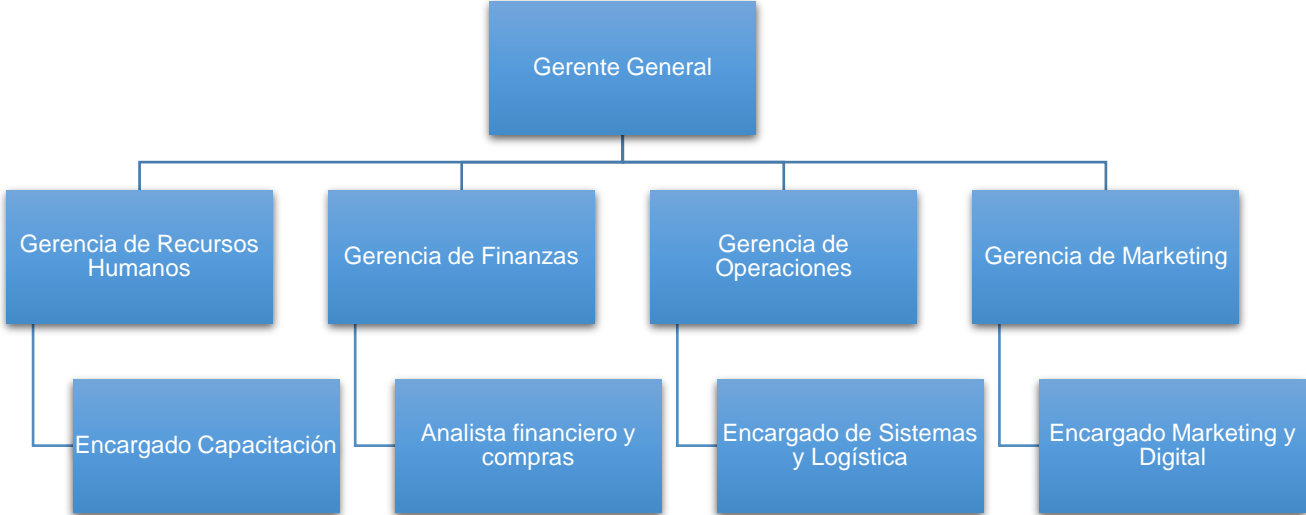 Gerente General
Gerencia de Recursos
Humanos
Gerencia de Finanzas
Gerencia de
Operaciones
Gerencia de Marketing
Encargado Capacitación
Analista financiero y
compras
Encargado de Sistemas
y Logística
Encargado Marketing y
Digital